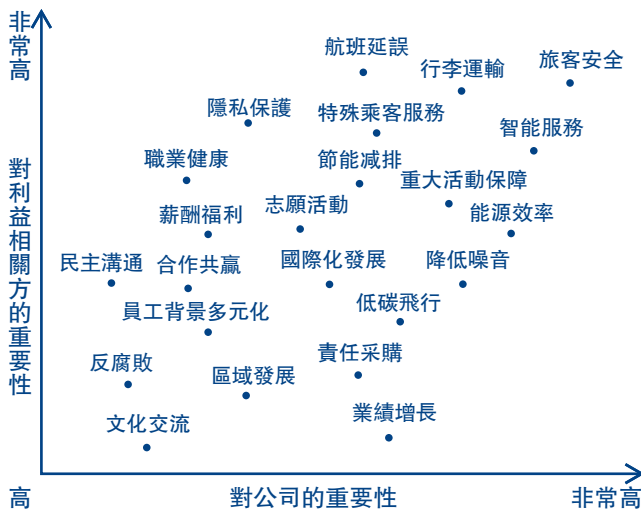 非常高
對利益相關方的重要性
航班延誤
行李運輸
旅客安全
隱私保護
特殊乘客服務
智能服務
職業健康
節能減排
重大活動保障
薪酬福利
志願活動
能源效率
民主溝通
合作共贏
國際化發展
降低噪音
員工背景多元化
低碳飛行
反腐敗
區域發展
責任采購
文化交流
業績增長
高
對公司的重要性
非常高